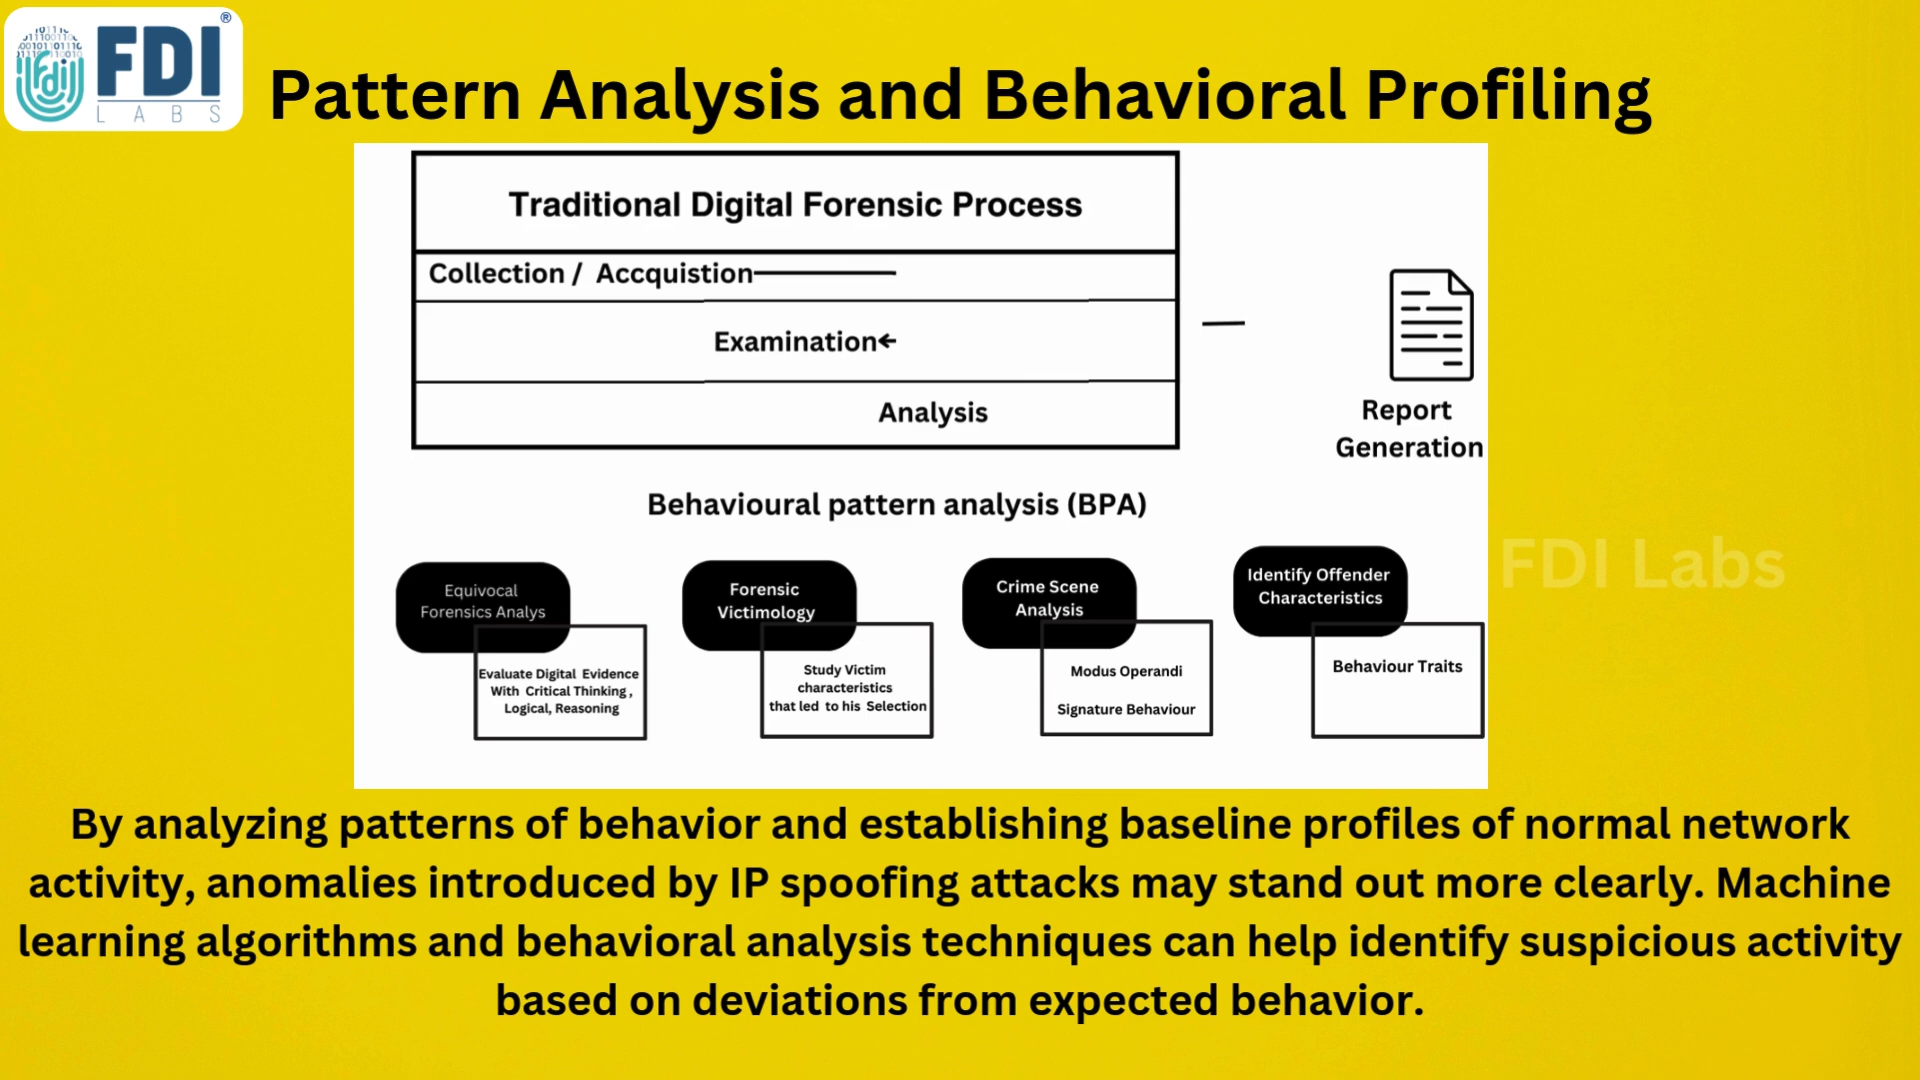 FDI
LABS
®
Pattern Analysis and Behavioral Profiling
Traditional Digital Forensic Process
Collection / Accquistion
Examination
Analysis
Report
Generation
Behavioural pattern analysis (BPA)
Equivocal
Forensics Analys
Evaluate Digital Evidence
With Critical Thinking ,
Logical, Reasoning
Forensic
Victimology
Study Victim
characteristics
that led to his Selection
Crime Scene
Analysis
Modus Operandi
Signature Behaviour
Identify Offender
Characteristics
Behaviour Traits
FDI Labs
By analyzing patterns of behavior and establishing baseline profiles of normal network
activity, anomalies introduced by IP spoofing attacks may stand out more clearly. Machine
learning algorithms and behavioral analysis techniques can help identify suspicious activity
based on deviations from expected behavior.